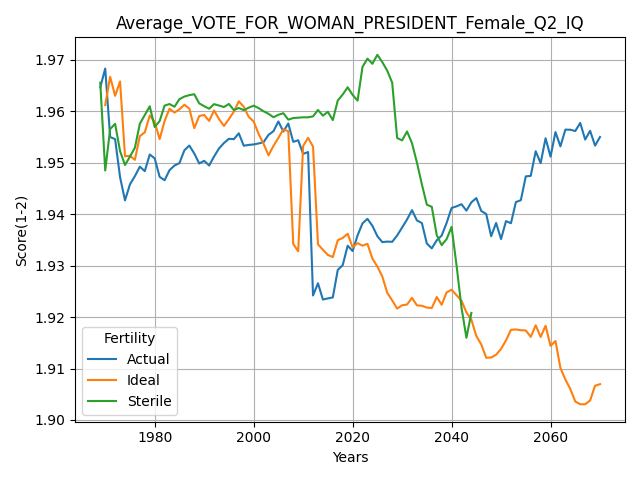 Average_VOTE_FOR_WOMAN_PRESIDENT_Female_Q2_IQ
1.97
1.96
1.95
1.94
1.93
1.92
1.91
1.90
Score(1-2)
Fertility
Actual
Ideal
Sterile
1980
2000
2020
2040
2060
Years